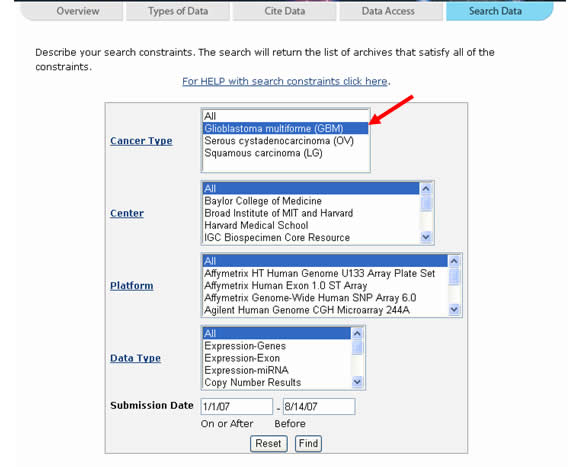 Overview Types of Data Cite Data Data Access Search Data
Describe your search constraints. The search will return the list of archives that satisfy all of the
constraints.
For HELP with search constraints click here.
Cancer Type
All
Glioblastoma multiforme (GBM)
Serous cystadenocarcinoma (OV)
Squamous carcinoma (LG)
Center
All
Baylor College of Medicine
Broad Institute of MIT and Harvard
Harvard Medical School
IGC Biospecimen Core Resource
Platform
All
Affymetrix HT Human Genome U133 Array Plate Set
Affymetrix Human Exon 1.0 ST Array
Affymetrix Genome-Wide Human SNP Array 6.0
Agilent Human Genome CGH Microarray 244A
Data Type
All
Expression-Genes
Expression-Exon
Expression-miRNA
Copy Number Results
Submission Date 1/1/07 - 8/14/07
On or After Before
Reset Find